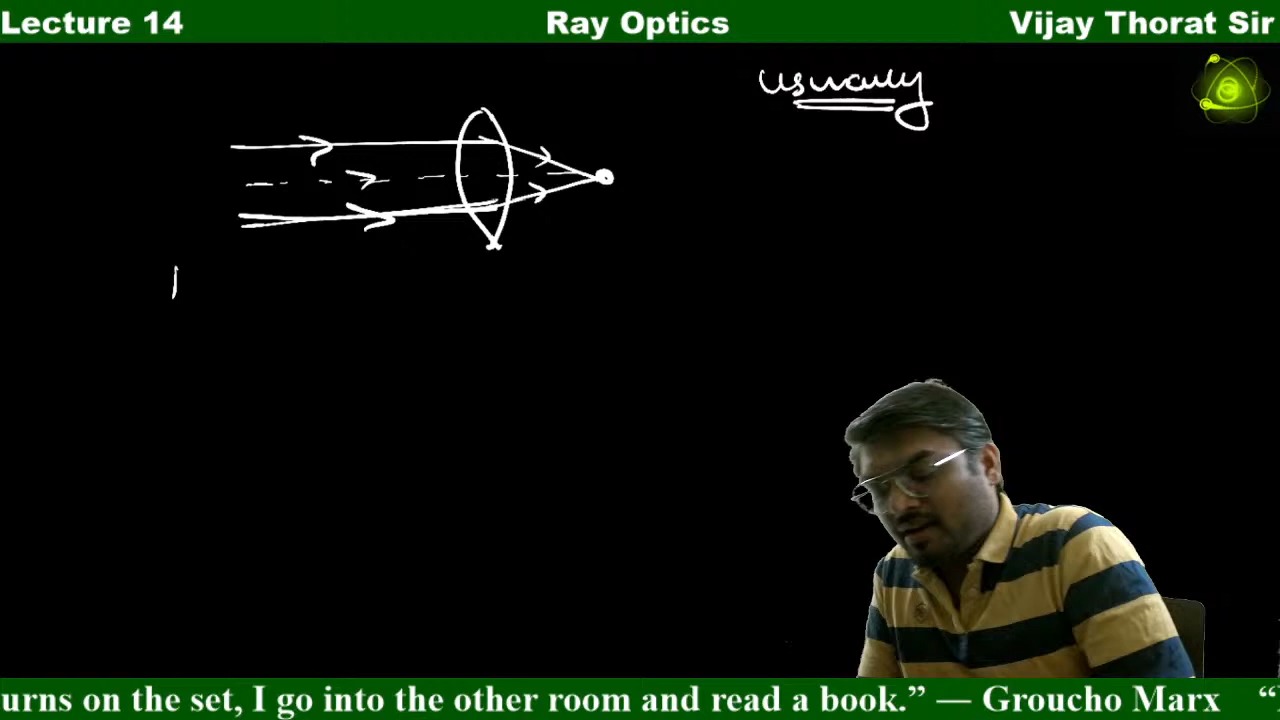 Lecture 14 Ray Optics Vijay Thorat Sir
usually
urns on the set, I go into the other room and read a book.” — Groucho Marx “